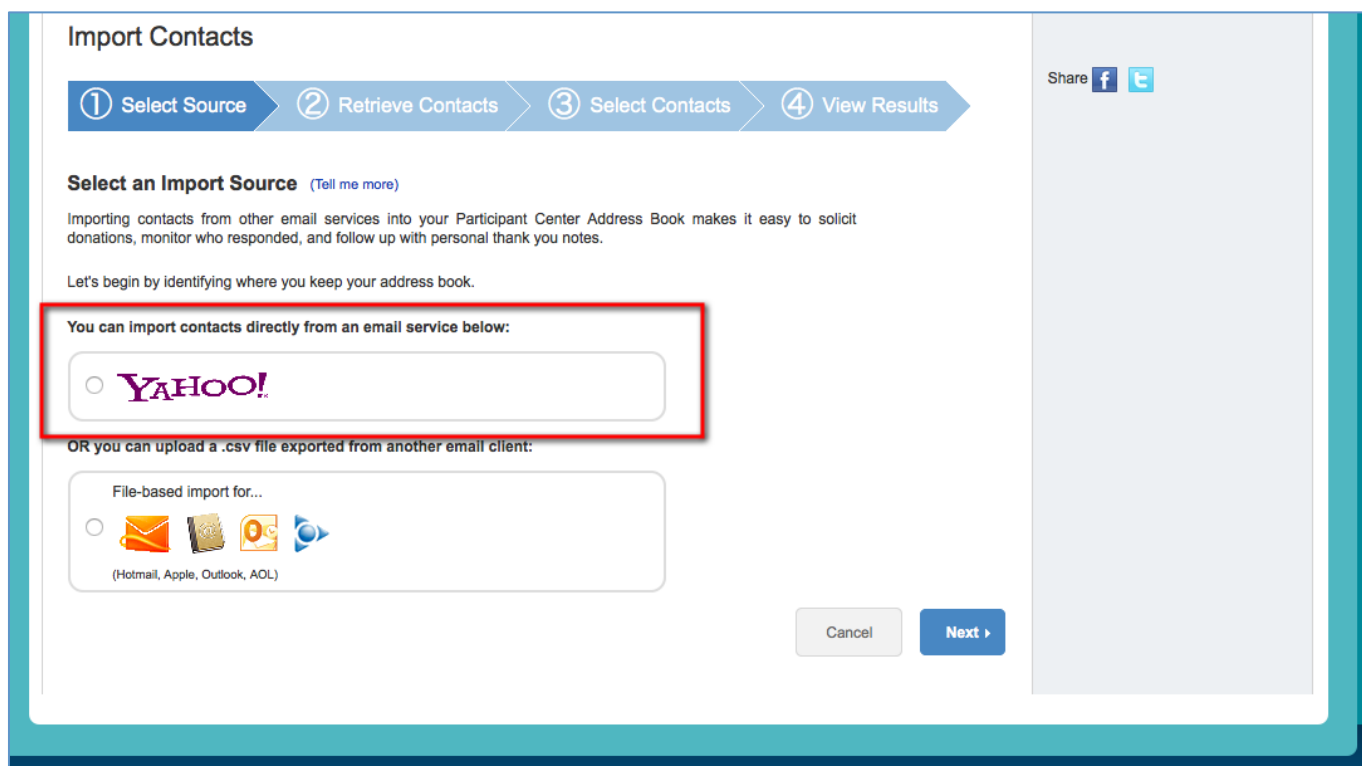 Import Contacts
Share
① Select Source
② Retrieve Contacts
③ Select Contacts
④ View Results
Select an Import Source (Tell me more)
Importing contacts from other email services into your Participant Center Address Book makes it easy to solicit
donations, monitor who responded, and follow up with personal thank you notes.
Let's begin by identifying where you keep your address book.
You can import contacts directly from an email service below:
YAHOO!
OR you can upload a .csv file exported from another email client:
File-based import for...
(Hotmail, Apple, Outlook, AOL)
Cancel
Next